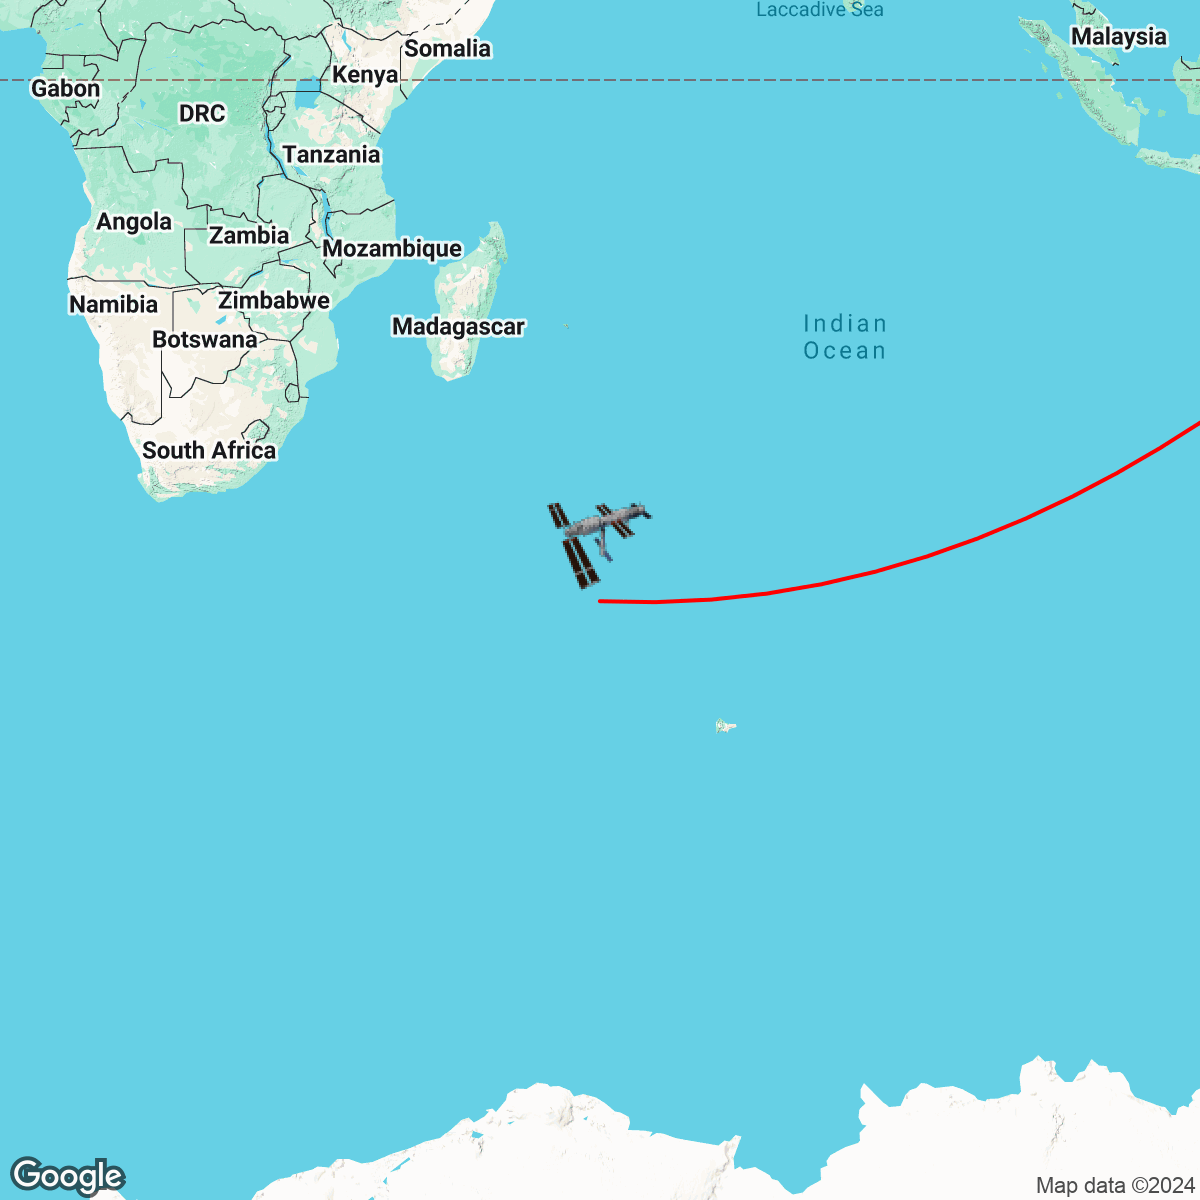 Laccadive Sea
Malaysia
Somalia
Kenya
Gabon
DRC
Tanzania
Angola
Zambia
Mozambique
Namibia
Zimbabwe
Madagascar
Botswana
Indian
Ocean
South Africa
Google
Map data ©2024